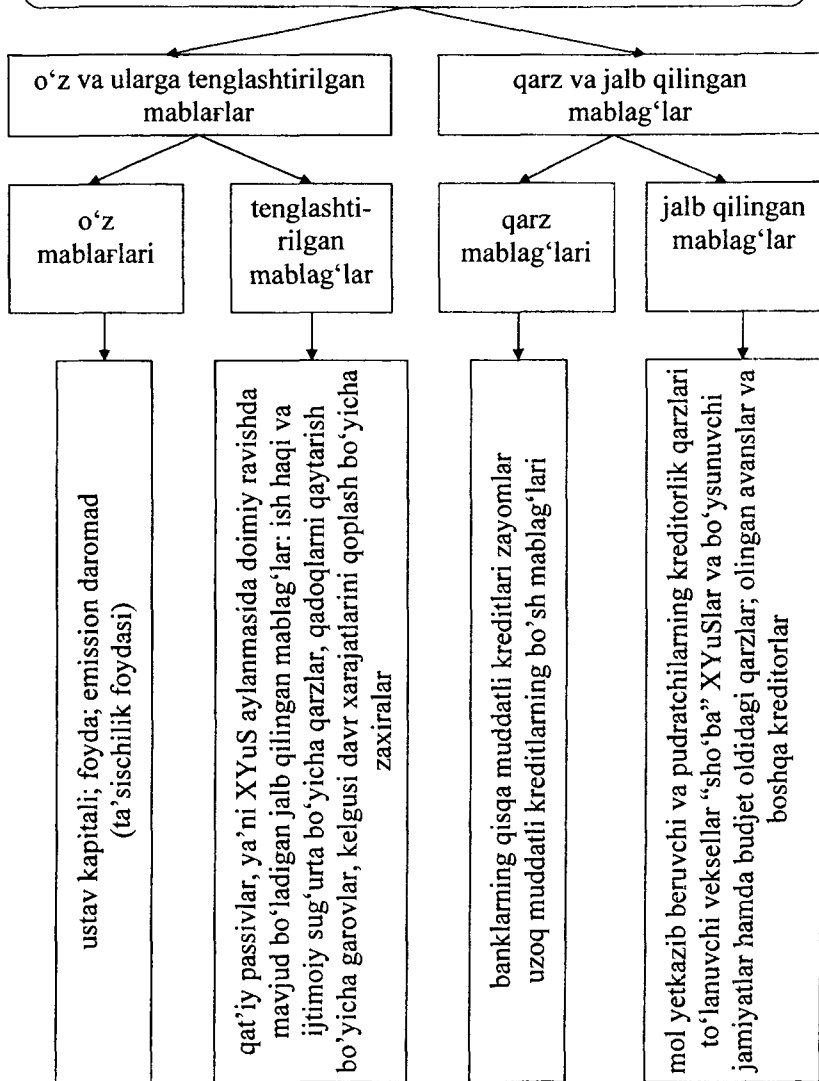 o‘z va ularga tenglashtirilgan
mablaғlar
qarz va jalb qilingan
mablag‘lar
o‘z
mablaғlari
tenglashti-
rilgan
mablag‘lar
qarz
mablag‘lari
jalb qilingan
mablag‘lar
ustav kapitali; foyda; emission daromad
(ta’sischilik foydasi)
qat’iy passivlar, ya’ni XYuS aylanmasida doimiy ravishda
mavjud bo‘ladigan jalb qilingan mablag‘lar: ish haqi va
ijtimoiy sug‘urta bo‘yicha qarzlar, qadoqlarni qaytarish
bo’yicha garovlar, kelgusi davr xarajatlarini qoplash bo‘yicha
zaxiralar
banklarning qisqa muddatli kreditlari zayomlar
uzoq muddatli kreditlarning bo’sh mablag‘lari
mol yetkazib beruvchi va pudratchilarning kreditorlik qarzlari
to‘lanuvchi veksellar “sho‘ba” XYuSlar va bo‘ysunuvchi
jamiyatlar hamda budjet oldidagi qarzlar; olingan avanslar va
boshqa kreditorlar